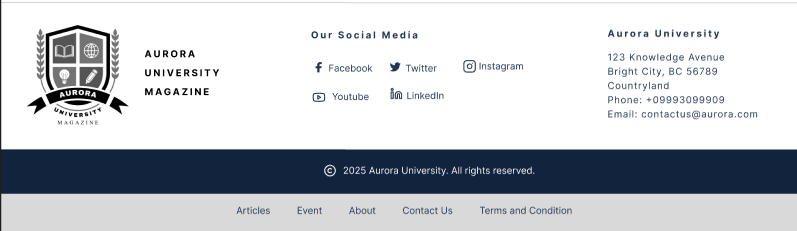 AURORA
UNIVERSITY
MAGAZINE
AURORA
UNIVERSITY
MAGAZINE
Our Social Media
Facebook
Twitter
Instagram
Youtube
LinkedIn
Aurora University
123 Knowledge Avenue
Bright City, BC 56789
Countryland
Phone: +09993099909
Email: contactus@aurora.com
© 2025 Aurora University. All rights reserved.
Articles Event About Contact Us Terms and Condition